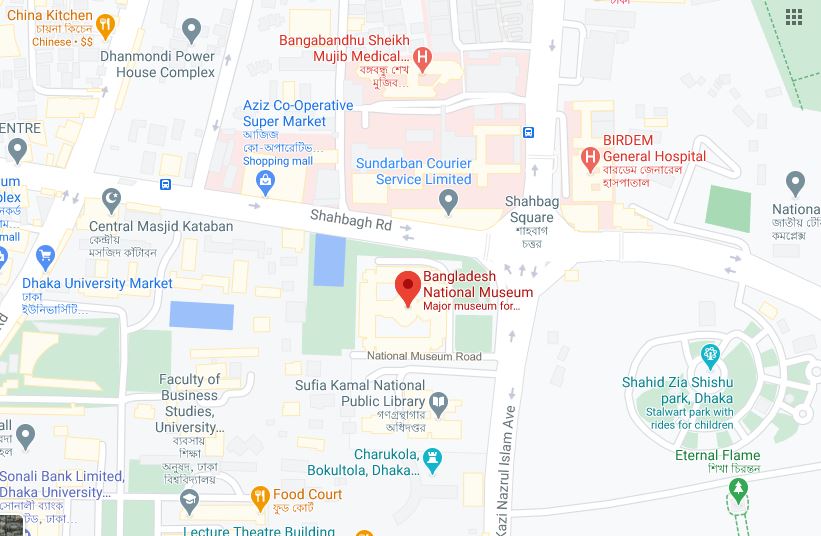 China Kitchen
চায়না কিচেন
Chinese • $$
Dhanmondi Power
House Complex
Bangabandhu Sheikh
Mujib Medical...
বঙ্গবন্ধু শেখ
মুজিব...
Aziz Co-Operative
Super Market
আজিজ
কো-অপারেটিভ...
Shopping mall
Sundarban Courier
Service Limited
BIRDEM
General Hospital
বারডেম জেনারেল
হাসপাতাল
ENTRE
Central Masjid Kataban
কেন্দ্রীয়
মসজিদ কাঁটাবন
Shahbagh Rd
Shahbag
Square
শাহবাগ
চত্তর
National
জাতীয়
কমপ্লেক্স
mall
Dhaka University Market
ঢাকা
ইউনিভার্সিটি...
Bangladesh
National Museum
Major museum for...
National Museum Road
Sufia Kamal National
Public Library
গণগ্রন্থাগার
অধিদপ্তর
Faculty of
Business
Studies,
University...
ব্যবসায়
শিক্ষা
অনুষদ, ঢাকা
বিশ্ববিদ্যালয়
Charukola,
Bokultola, Dhaka...
Kazi Nazrul Islam Ave
Shahid Zia Shishu
park, Dhaka
Stalwart park with
rides for children
Eternal Flame
শিখা চিরন্তন
Sonali Bank Limited,
Dhaka University...
সোনালী ব্যাংক
ঢাকা...
Food Court
ফুড কোর্ট
Lecture Theatre Building